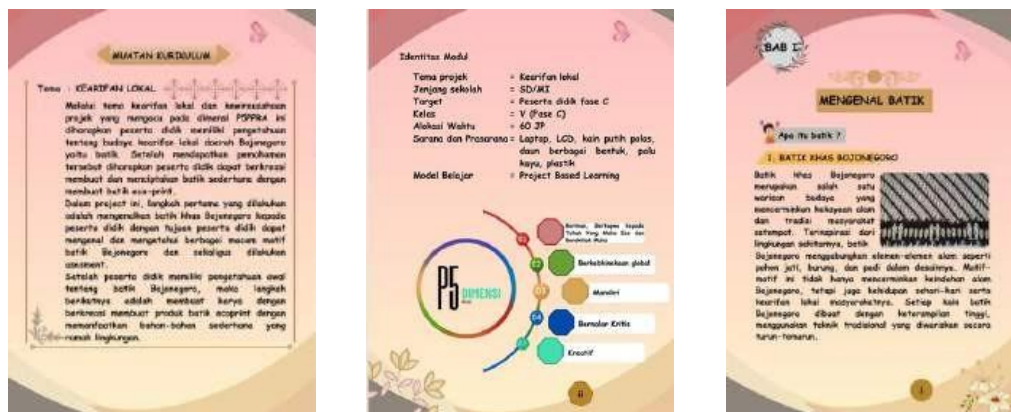 MUATAN KURIKULUM
Tema : KEARIFAN LOKAL
Melalui tema kearifan lokal dan kewirausahaan
projek yang mengacu pada dimensi P5PPRA ini
diharapkan peserta didik memiliki pengetahuan
tentang budaya kearifan lokal daerah Bojonegoro
yaitu batik. Setelah mendapatkan pemahaman
tersebut diharapkan peserta didik dapat berkreasi
membuat dan menciptakan batik sederhana dengan
membuat batik eco-print.
Dalam project ini, langkah pertama yang dilakukan
adalah mengenalkan batik khas Bojonegoro kepada
peserta didik dengan tujuan peserta didik dapat
mengenal dan mengetahui berbagai macam motif
batik Bojonegoro dan sekaligus dilakukan
asesment.
Setelah peserta didik memiliki pengetahuan awal
tentang batik Bojonegoro, maka langkah
berikutnya adalah membuat karya dengan
berkreasi membuat produk batik ecoprint dengan
memanfaatkan bahan-bahan sederhana yang
ramah lingkungan.
Identitas Modul
Tema projek = Kearifan lokal
Jenjang sekolah = SD/MI
Target = Peserta didik fase C
Kelas = V (Fase C)
Alokasi Waktu = 60 JP
Sarana dan Prasarana = Laptop, LCD, kain putih polos,
daun berbagai bentuk, palu
kayu, plastik
Model Belajar = Project Based Learning
P5 DIMENSI
Beriman, Bertaqwa kepada
Tuhan Yang Maha Esa dan
Berakhlak Mulia
Berkebhinekaan global
Mandiri
Bernalar Kritis
Kreatif
BAB I
MENGENAL BATIK
Apa itu batik ?
1. BATIK KHAS BOJONEGORO
Batik khas Bojonegoro
merupakan salah satu
warisan budaya yang
mencerminkan kekayaan alam
dan tradisi masyarakat
setempat. Terinspirasi dari
lingkungan sekitarnya, batik
Bojonegoro menggabungkan elemen-elemen alam seperti
pohon jati, burung, dan padi dalam desainnya. Motif-
motif ini tidak hanya mencerminkan keindahan alam
Bojonegoro, tetapi juga kehidupan sehari-hari serta
kearifan lokal masyarakatnya. Setiap kain batik
Bojonegoro dibuat dengan keterampilan tinggi,
menggunakan teknik tradisional yang diwariskan secara
turun-temurun.